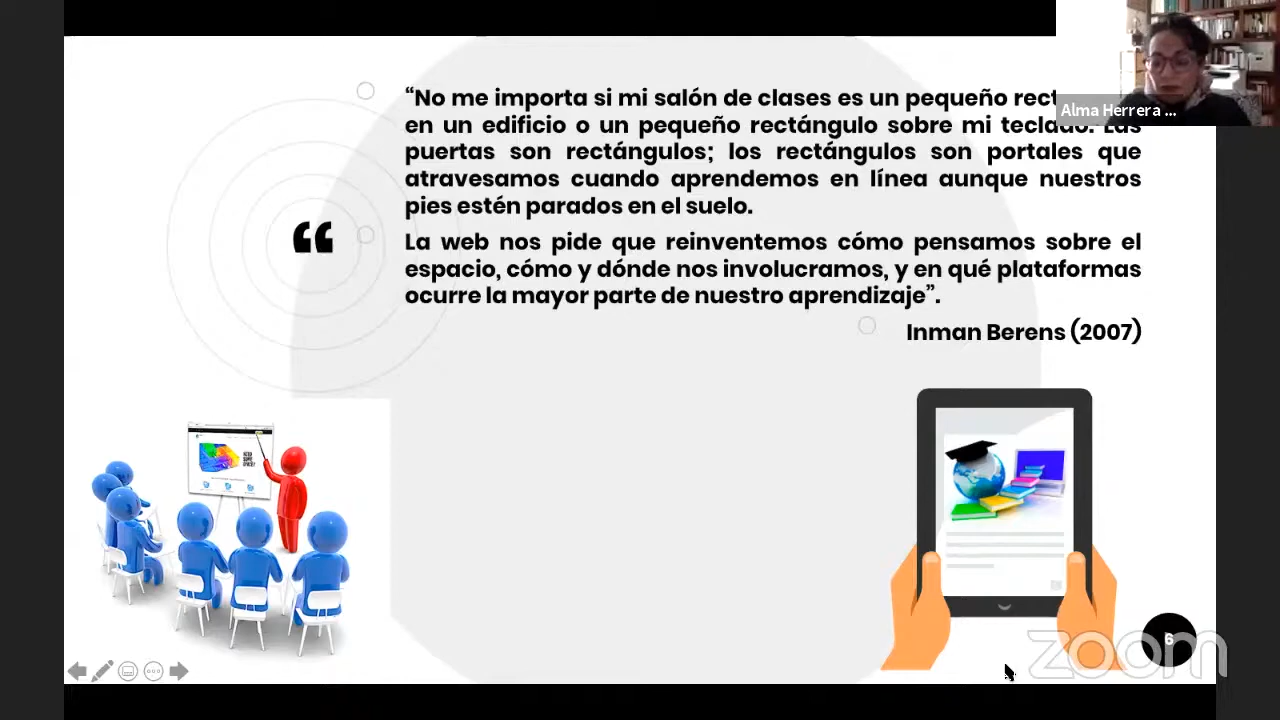 “No me importa si mi salón de clases es un pequeño
en un edificio o un pequeño rectángulo sobre mi teclado. Las
puertas son rectángulos; los rectángulos son portales que
atravesamos cuando aprendemos en línea aunque nuestros
pies estén parados en el suelo.
La web nos pide que reinventemos cómo pensamos sobre el
espacio, cómo y dónde nos involucramos, y en qué plataformas
ocurre la mayor parte de nuestro aprendizaje”.
Inman Berens (2007)
Alma Herrera ...
“
6
zoom